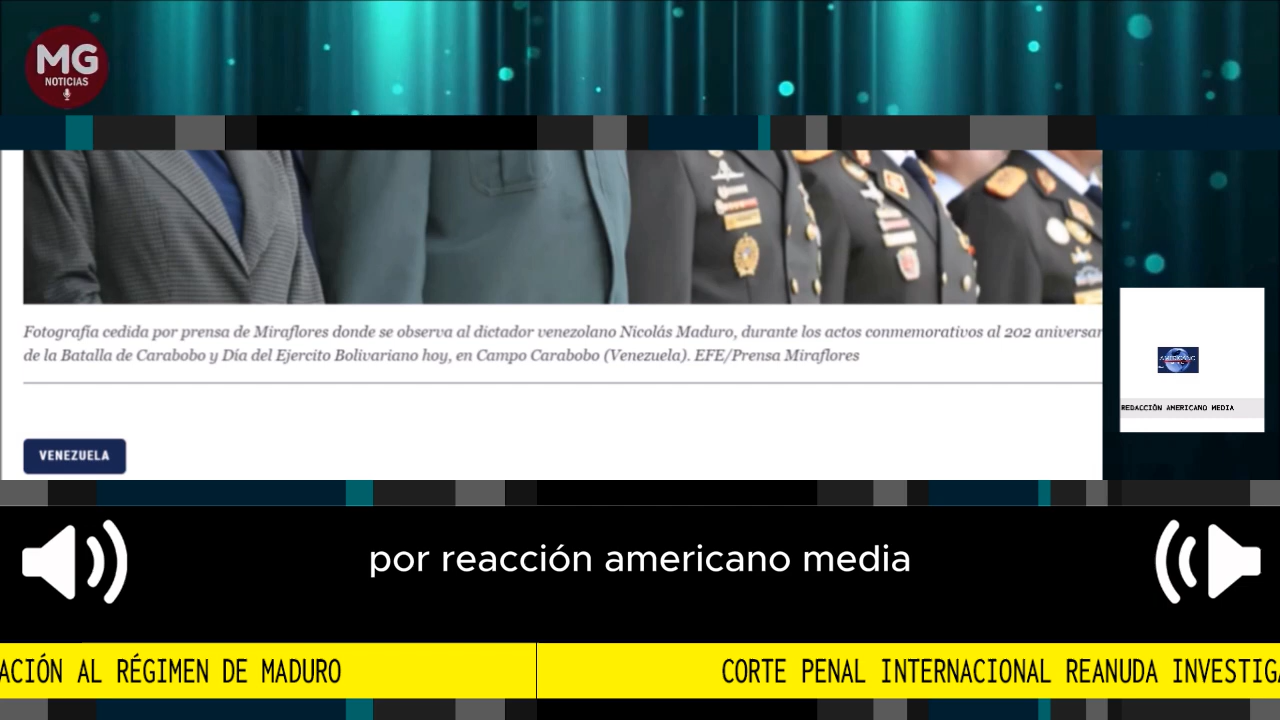 MG
NOTICIAS
Fotografía cedida por prensa de Miraflores donde se observa al dictador venezolano Nicolás Maduro, durante los actos conmemorativos al 202 aniversar
de la Batalla de Carabobo y Día del Ejercito Bolivariano hoy, en Campo Carabobo (Venezuela). EFE/Prensa Miraflores
VENEZUELA
AMERICANO
REDACCIÓN AMERICANO MEDIA
por reacción americano media
ACIÓN AL RÉGIMEN DE MADURO
CORTE PENAL INTERNACIONAL REANUDA INVESTIGA